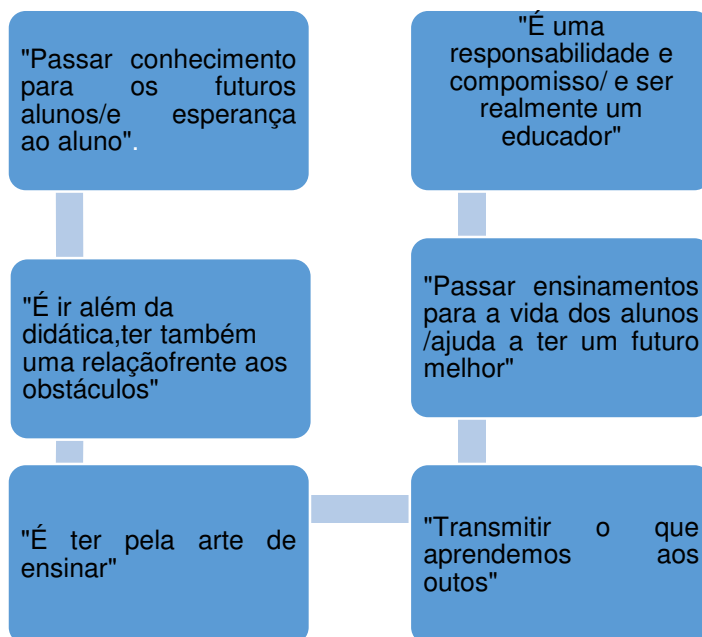 "Passar conhecimento
para os futuros
alunos/e esperança
ao aluno".
"É ir além da
didática,ter também
uma relaçãofrente aos
obstáculos"
"É ter pela arte de
ensinar"
"Transmitir o que
aprendemos aos
outos"
"Passar ensinamentos
para a vida dos alunos
/ajuda a ter um futuro
melhor"
"É uma
responsabilidade e
compomisso/ e ser
realmente um
educador"